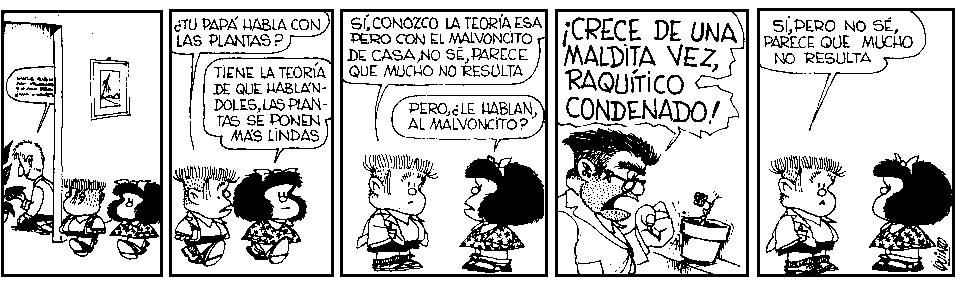 ¿TU PAPÁ HABLA CON
LAS PLANTAS?
TIENE LA TEORÍA
DE QUE HABLÁN-
DOLES, LAS PLAN-
TAS SE PONEN
MÁS LINDAS
SÍ, CONOZCO LA TEORÍA ESA
PERO CON EL MALVONCITO
DE CASA, NO SÉ, PARECE
QUE MUCHO NO RESULTA
PERO, ¿LE HABLAN,
AL MALVONCITO?
¡CRECE DE UNA
MALDITA VEZ,
RAQUÍTICO
CONDENADO!
SÍ, PERO NO SÉ,
PARECE QUE MUCHO
NO RESULTA